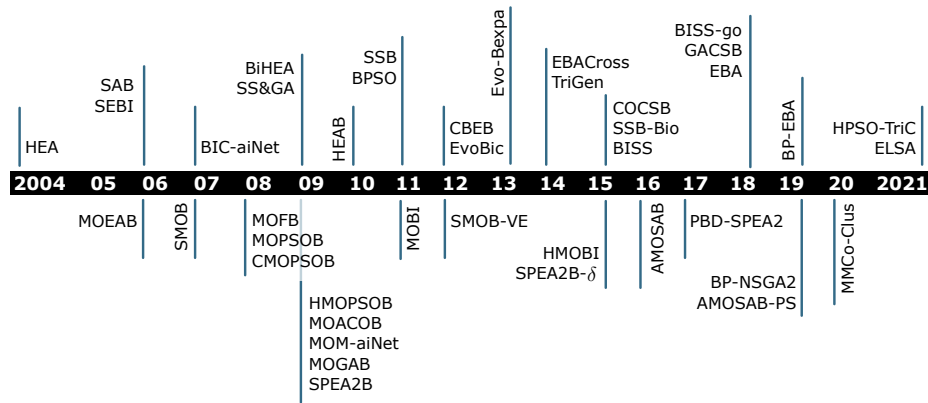 HEA
SAB
SEBI
BIC-aiNet
BiHEA
SS&GA
HEAB
SSB
BPSO
CBEB
EvoBic
Evo-Bexpa
EBACross
TriGen
COCSB
SSB-Bio
BISS
BISS-go
GACSB
EBA
BP-EBA
HPSO-TriC
ELSA
2004 05 06 07 08 09 10 11 12 13 14 15 16 17 18 19 20 2021
MOEAB
SMOB
MOFB
MOPSOB
CMOPSOB
HMOPSOB
MOACOB
MOM-aiNet
MOGAB
SPEA2B
MOBI
SMOB-VE
HMOBI
SPEA2B-δ
AMOSAB
PBD-SPEA2
BP-NSGA2
AMOSAB-PS
MMCo-Clus